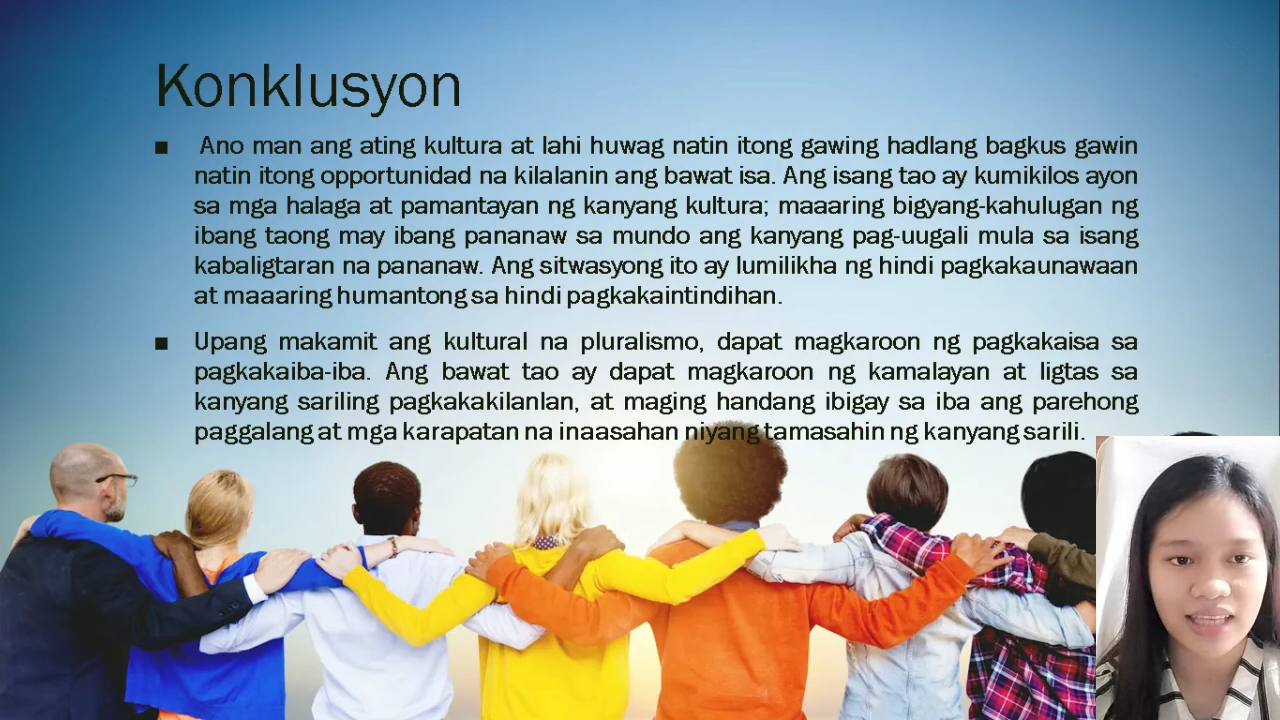 Konklusyon
Ano man ang ating kultura at lahi huwag natin itong gawing hadlang bagkus gawin
natin itong opportunidad na kilalanin ang bawat isa. Ang isang tao ay kumikilos ayon
sa mga halaga at pamantayan ng kanyang kultura; maaaring bigyang-kahulugan ng
ibang taong may ibang pananaw sa mundo ang kanyang pag-uugali mula sa isang
kabaligtaran na pananaw. Ang sitwasyong ito ay lumilikha ng hindi pagkakaunawaan
at maaaring humantong sa hindi pagkakaintindihan.
Upang makamit ang kultural na pluralismo, dapat magkaroon ng pagkakaisa sa
pagkakaiba-iba. Ang bawat tao ay dapat magkaroon ng kamalayan at ligtas sa
kanyang sariling pagkakakilanlan, at maging handang ibigay sa iba ang parehong
paggalang at mga karapatan na inaasahan niyang tamasahin ng kanyang sarili.